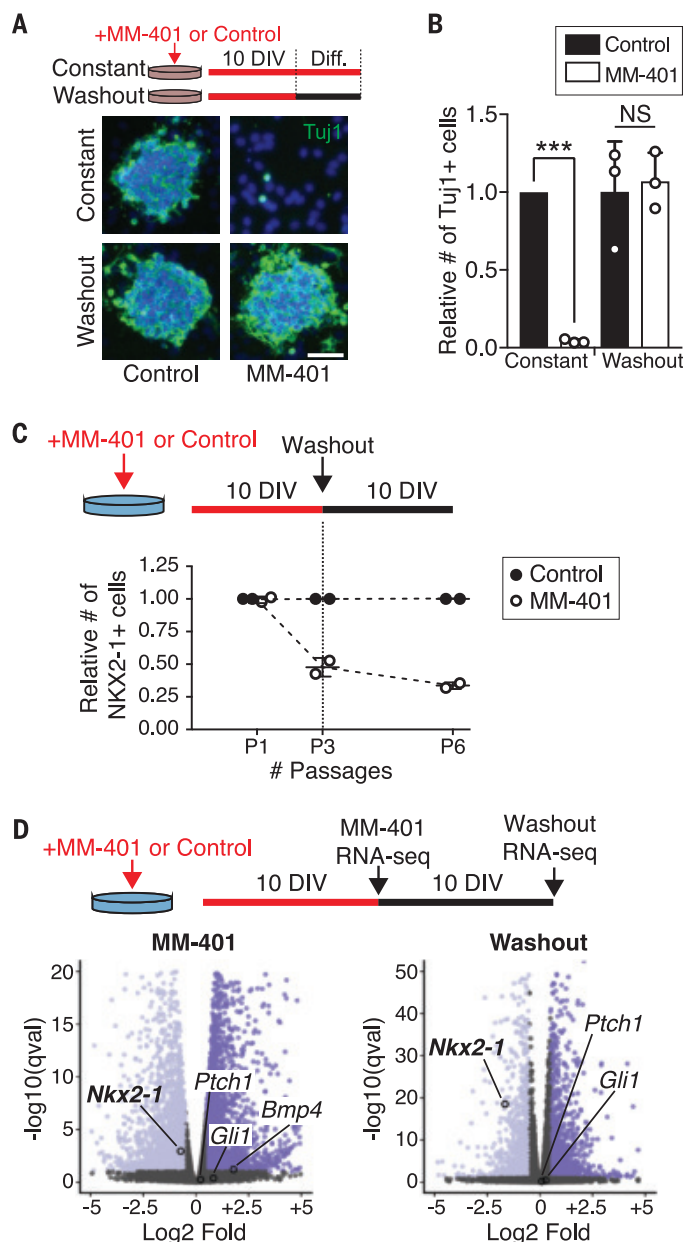 A
+MM-401 or Control
10 DIV Diff.
Constant
Washout
Tuj1
Constant
Washout
Control MM-401
B
Control
MM-401
NS
***
1.5
1.0
0.5
0.0
Relative # of Tuj1+ cells
Constant Washout
C
+MM-401 or Control
Washout
10 DIV 10 DIV
Control
MM-401
1.25
1.00
0.75
0.50
0.25
0.00
Relative # of
NKX2-1+ cells
P1 P3 P6
# Passages
D
+MM-401 or Control
MM-401
RNA-seq
Washout
RNA-seq
10 DIV 10 DIV
MM-401
20
15
10
5
0
-log10(qval)
Nkx2-1
Ptch1
Gli1
Bmp4
-5 -2.5 0 +2.5 +5
Log2 Fold
Washout
50
40
30
20
10
0
-log10(qval)
Nkx2-1
Ptch1
Gli1
-5 -2.5 0 +2.5 +5
Log2 Fold